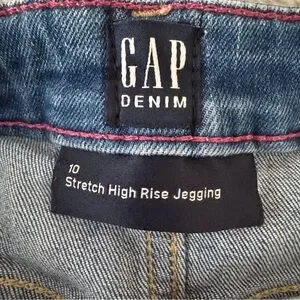 GAP
DENIM
10
Stretch High Rise Jegging